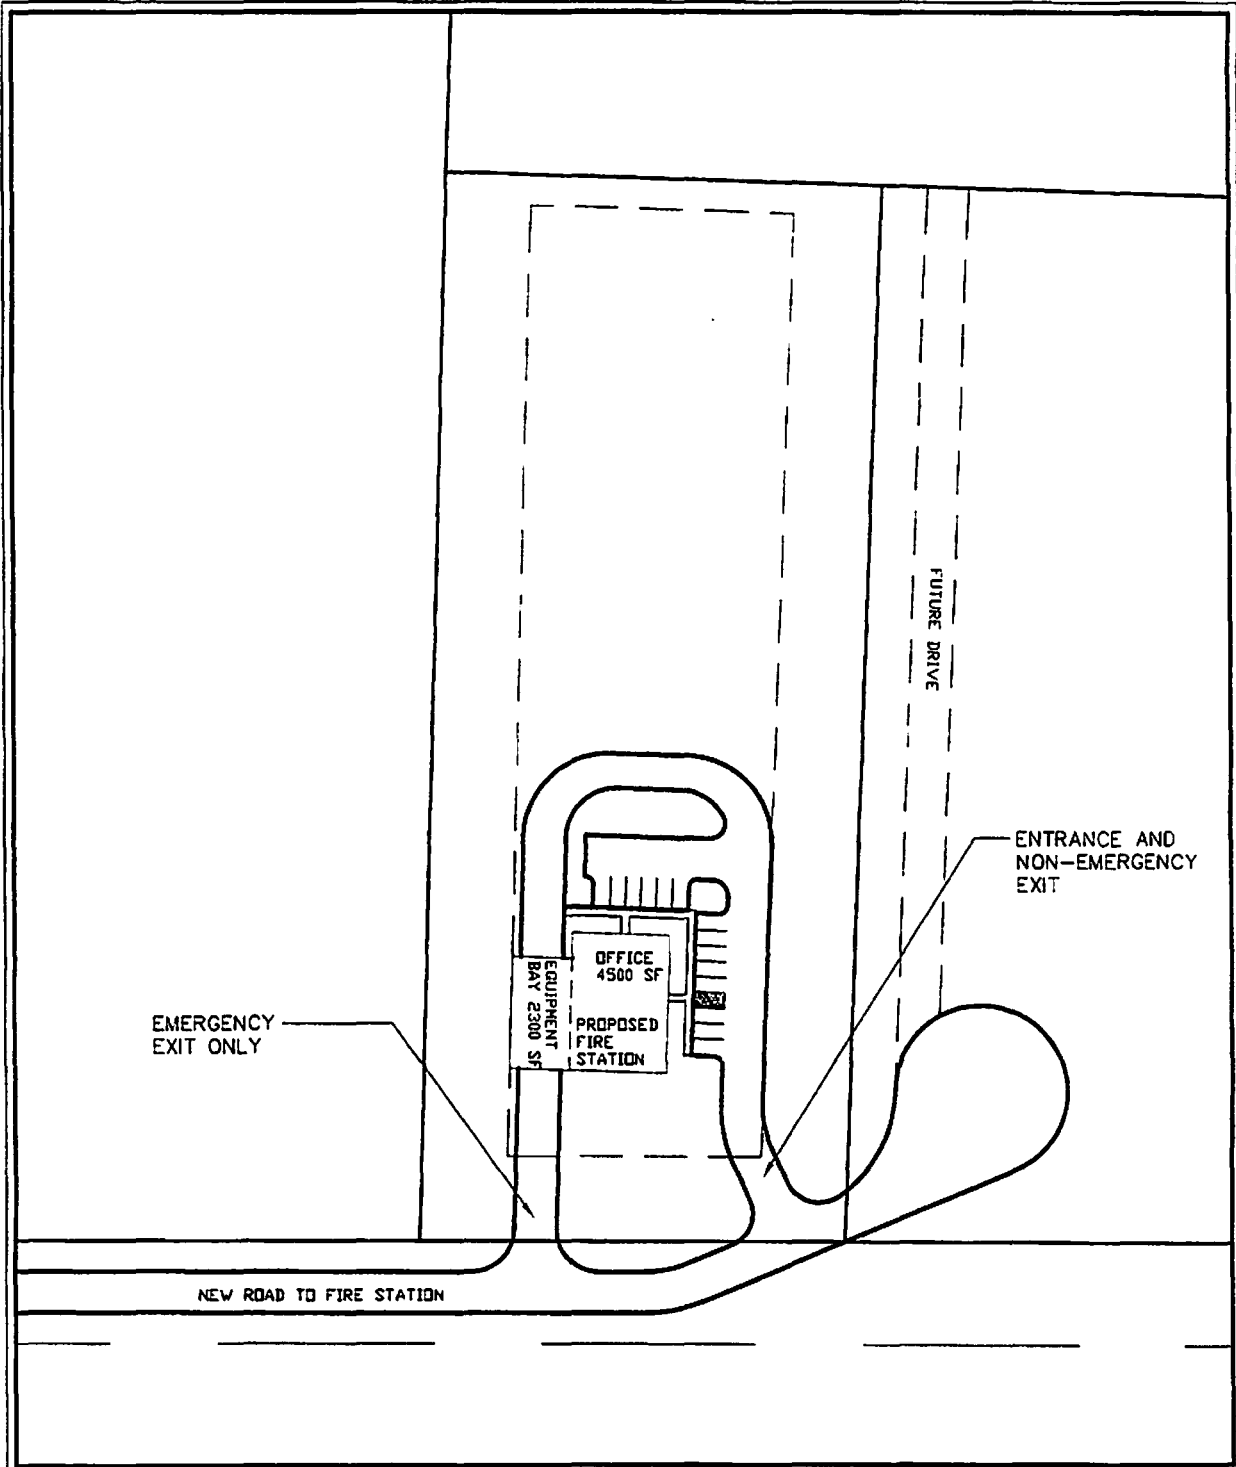 FUTURE DRIVE
ENTRANCE AND
NON-EMERGENCY
EXIT
OFFICE
4500 SF
EQUIPMENT
BAY 2300 SF
PROPOSED
FIRE
STATION
EMERGENCY
EXIT ONLY
NEW ROAD TO FIRE STATION